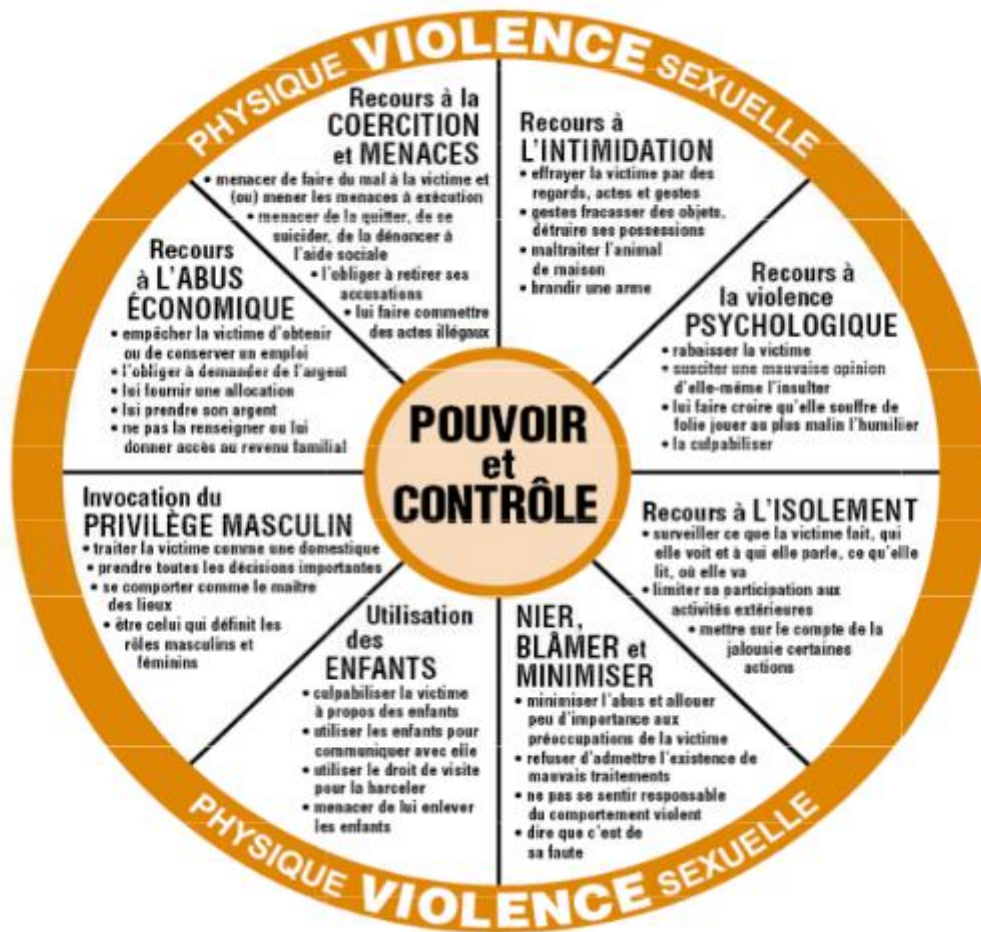 PHYSIQUE VIOLENCE SEXUELLE
Recours à la
COERCITION
et MENACES
• menacer de faire du mal à la victime et
(ou) mener les menaces à exécution
• menacer de la quitter, de se
suicider, de la dénoncer à
l'aide sociale
• l'obliger à retirer ses
accusations
• lui faire commettre
des actes illégaux
Recours à
L'INTIMIDATION
• effrayer la victime par des
regards, actes et gestes
• gestes fracasser des objets,
détruire ses possessions
• maltraiter l'animal
de maison
• brandir une arme
Recours à
la violence
PSYCHOLOGIQUE
• rabaisser la victime
• susciter une mauvaise opinion
d'elle-même l'insulter
• lui faire croire qu'elle souffre de
folie jouer au plus malin l'humilier
• la culpabiliser
Recours à L'ISOLEMENT
• surveiller ce que la victime fait, qui
elle voit et à qui elle parle, ce qu'ellle
lit, où elle va
• limiter sa participation aux
activités extérieures
• mettre sur le compte de la
jalousie certaines
actions
NIER,
BLÂMER et
MINIMISER
• minimiser l'abus et allouer
peu d'importance aux
préoccupations de la victime
• refuser d'admettre l'existence de
mauvais traitements
• ne pas se sentir responsable
du comportement violent
• dire que c'est de
sa faute
Utilisation
des
ENFANTS
• culpabiliser la victime
à propos des enfants
• utiliser les enfants pour
communiquer avec elle
• utiliser le droit de visite
pour la harceler
• menacer de lui enlever
les enfants
Invocation du
PRIVILÈGE MASCULIN
• traiter la victime comme une domestique
• prendre toutes les décisions importantes
• se comporter comme le maître
des lieux
• être celui qui définit les
rôles masculins et
féminins
Recours
à L'ABUS
ÉCONOMIQUE
• empêcher la victime d'obtenir
ou de conserver un emploi
• l'obliger à demander de l'argent
• lui fournir une allocation
• lui prendre son argent
• ne pas la renseigner ou lui
donner accès au revenu familial
POUVOIR
et
CONTRÔLE
PHYSIQUE VIOLENCE SEXUELLE